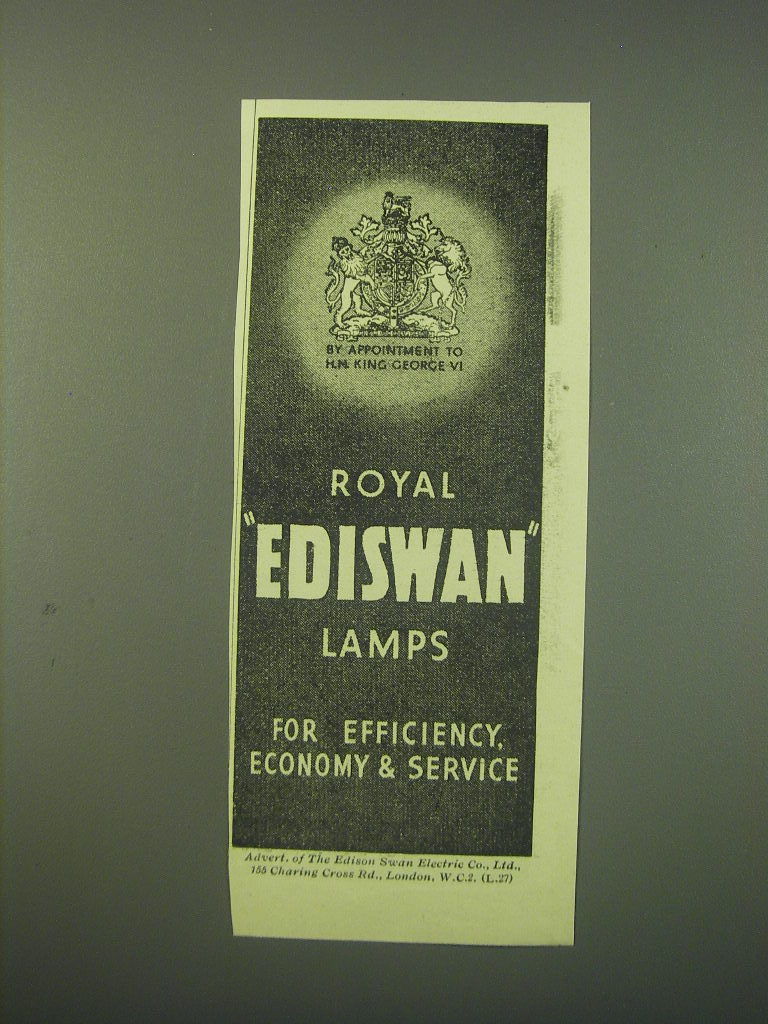 BY APPOINTMENT TO
H.M. KING GEORGE VI
ROYAL
"EDISWAN"
LAMPS
FOR EFFICIENCY,
ECONOMY & SERVICE
Advert. of The Edison Swan Electric Co., Ltd.,
155 Charing Cross Rd., London, W.C.2. (L.27)